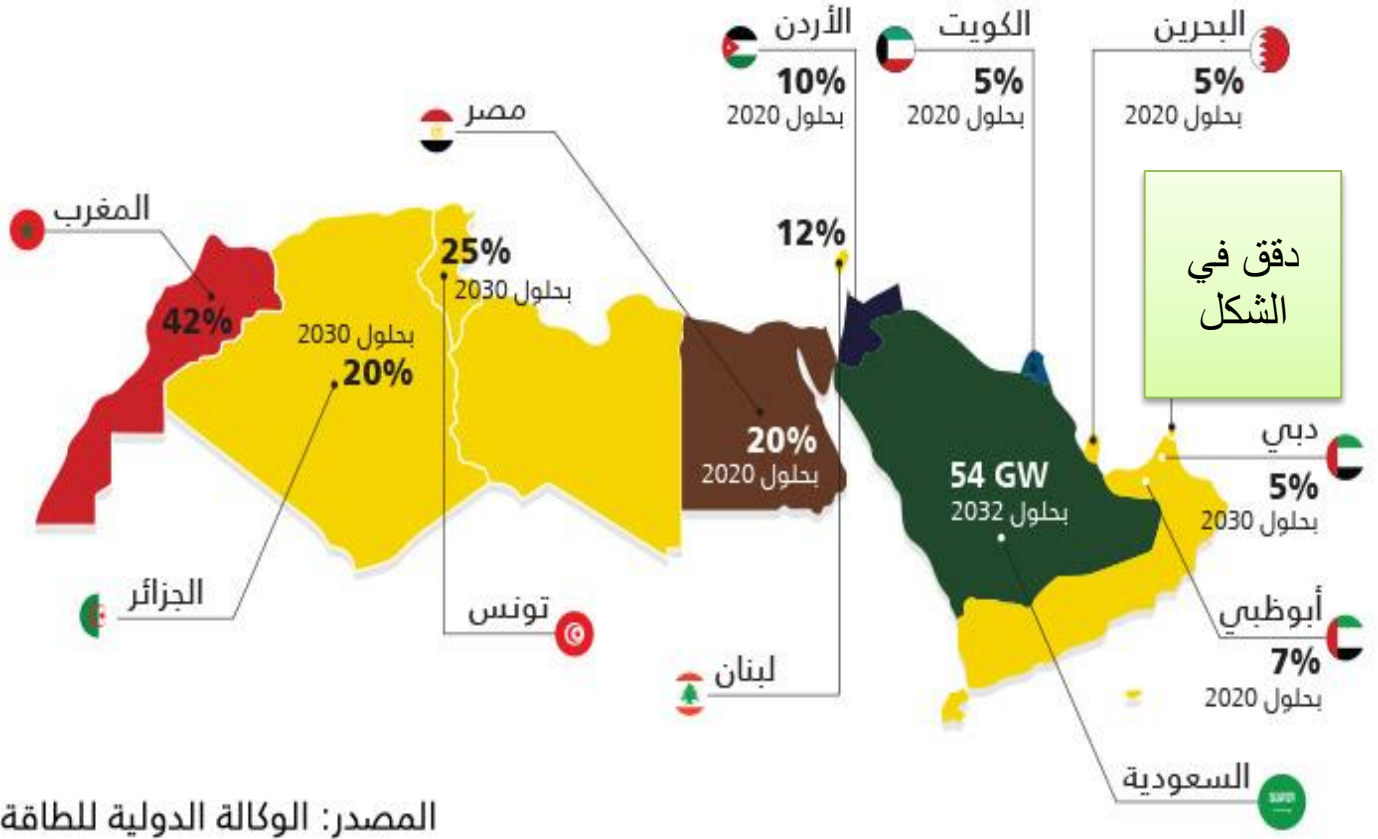 الأردن
10%
بحلول 2020
الكويت
5%
بحلول 2020
البحرين
5%
بحلول 2020
مصر
20%
بحلول 2020
المغرب
42%
25%
بحلول 2030
تونس
بحلول 2030
20%
الجزائر
12%
لبنان
دقق في
الشكل
54 GW
بحلول 2032
السعودية
دبي
5%
بحلول 2030
أبوظبي
7%
بحلول 2020
المصدر: الوكالة الدولية للطاقة